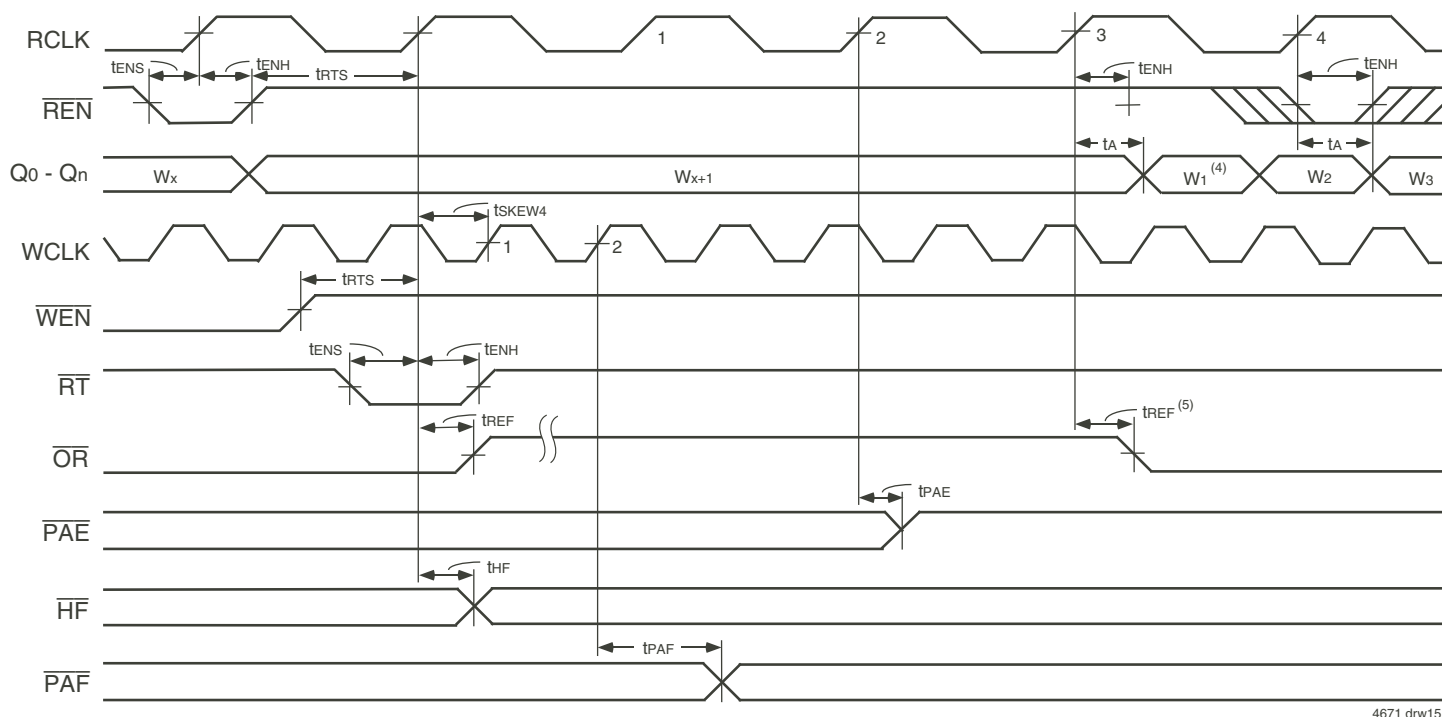 RCLK 1 2 3 4
tENS tENH tRTS tENH tENH
REN
tA tA
Q0 - Qn Wx Wx+1 W1 (4) W2 W3
tSKEW4
WCLK 1 2
tRTS
WEN
tENS tENH
RT
tREF tREF (5)
OR
tPAE
PAE
tHF
HF
tPAF
PAF
4671 drw15